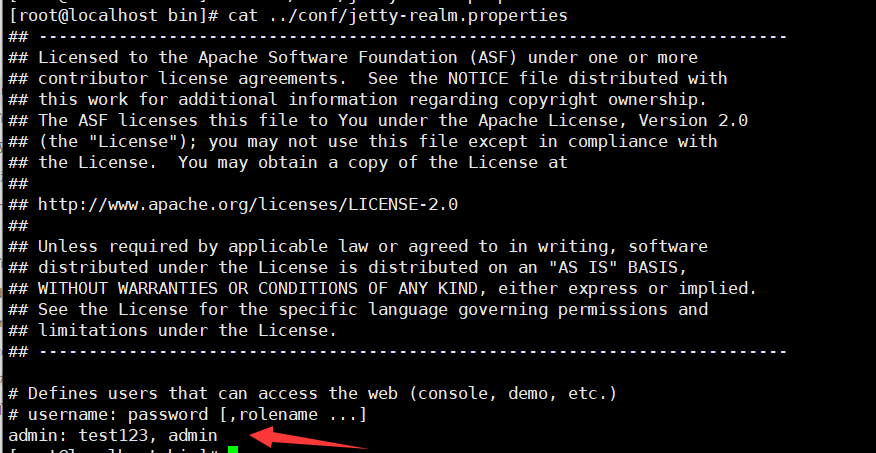 [root@localhost bin]# cat ../conf/jetty-realm.properties
## ---------------------------------------------------------------------------
## Licensed to the Apache Software Foundation (ASF) under one or more
## contributor license agreements.  See the NOTICE file distributed with
## this work for additional information regarding copyright ownership.
## The ASF licenses this file to You under the Apache License, Version 2.0
## (the "License"); you may not use this file except in compliance with
## the License.  You may obtain a copy of the License at
##
## http://www.apache.org/licenses/LICENSE-2.0
##
## Unless required by applicable law or agreed to in writing, software
## distributed under the License is distributed on an "AS IS" BASIS,
## WITHOUT WARRANTIES OR CONDITIONS OF ANY KIND, either express or implied.
## See the License for the specific language governing permissions and
## limitations under the License.
## ---------------------------------------------------------------------------
# Defines users that can access the web (console, demo, etc.)
# username: password [,rolename ...]
admin: test123, admin
[root@localhost bin]#